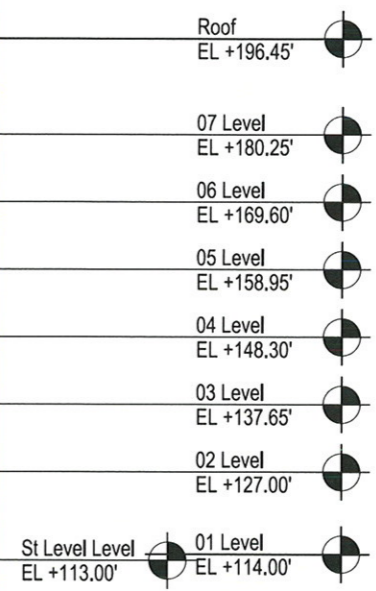 Roof
EL +196.45'
07 Level
EL +180.25'
06 Level
EL +169.60'
05 Level
EL +158.95'
04 Level
EL +148.30'
03 Level
EL +137.65'
02 Level
EL +127.00'
St Level Level
EL +113.00'
01 Level
EL +114.00'